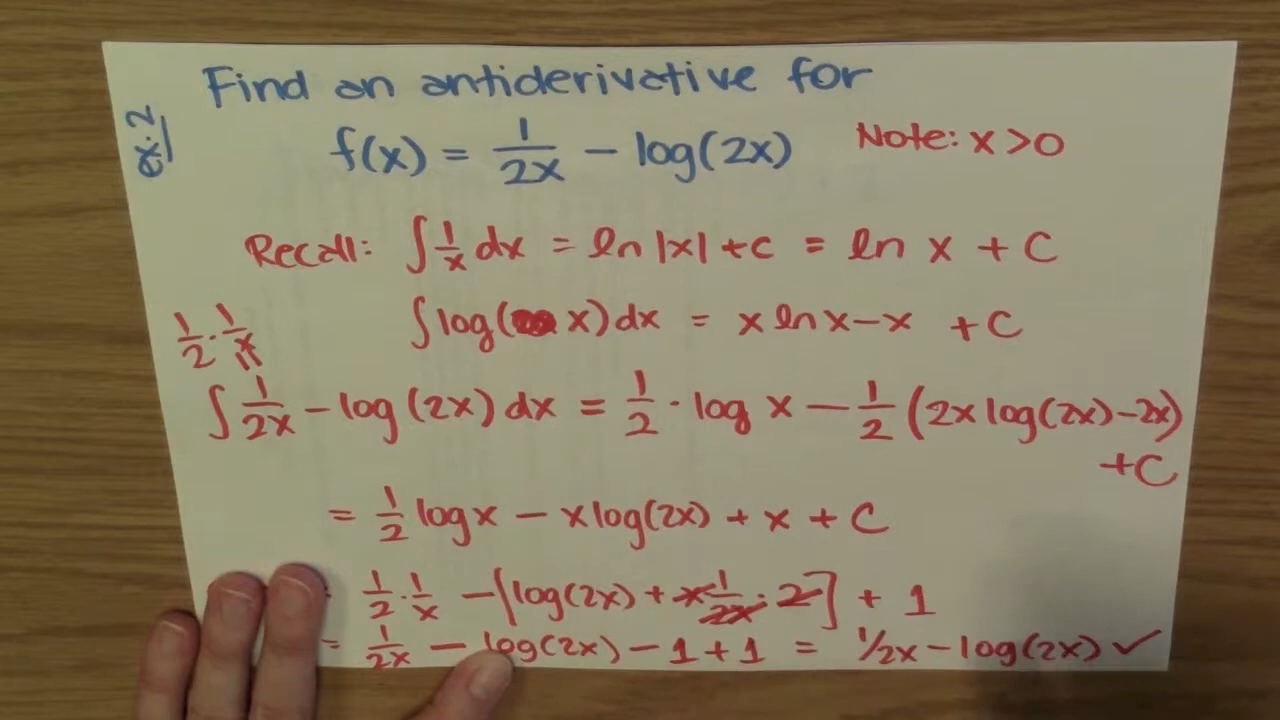 Find an antiderivative for
ex. 2
f(x) = 1/2x − log(2x) Note: x > 0
Recall: ∫ 1/x dx = ln |x| + c = ln x + C
∫ log( x) dx = x ln x − x + C
1/2 · 1/x
∫ 1/2x − log(2x) dx = 1/2 · log x − 1/2 (2x log(2x) − 2x)
+ C
= 1/2 log x − x log(2x) + x + C
1/2 · 1/x − [log(2x) + x 1/2x · 2] + 1
= 1/2x − log(2x) − 1 + 1 = 1/2x − log(2x) ✓